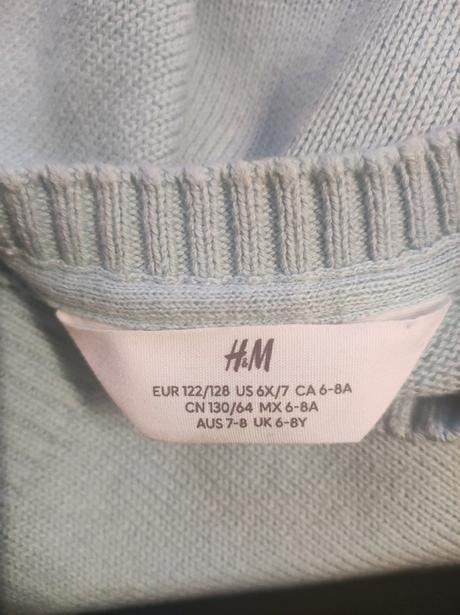 H&M
EUR 122/128 US 6X/7 CA 6-8A
CN 130/64 MX 6-8A
AUS 7-8 UK 6-8Y